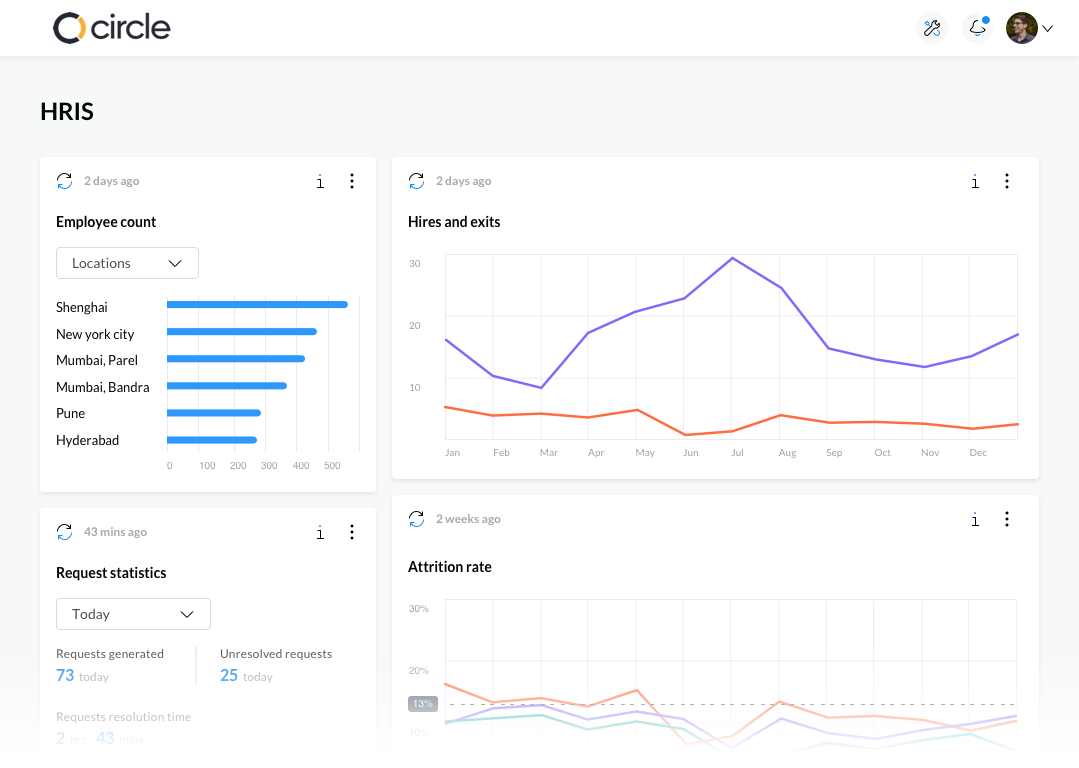 circle
HRIS
2 days ago i
Employee count
Locations
Shenghai
New york city
Mumbai, Parel
Mumbai, Bandra
Pune
Hyderabad
0 100 200 300 400 500
2 days ago i
Hires and exits
30
20
10
Jan Feb Mar Apr May Jun Jul Aug Sep Oct Nov Dec
43 mins ago i
Request statistics
Today
Requests generated Unresolved requests
73 today 25 today
Requests resolution time
2 hrs 43 mins
2 weeks ago i
Attrition rate
30%
20%
13%
10%